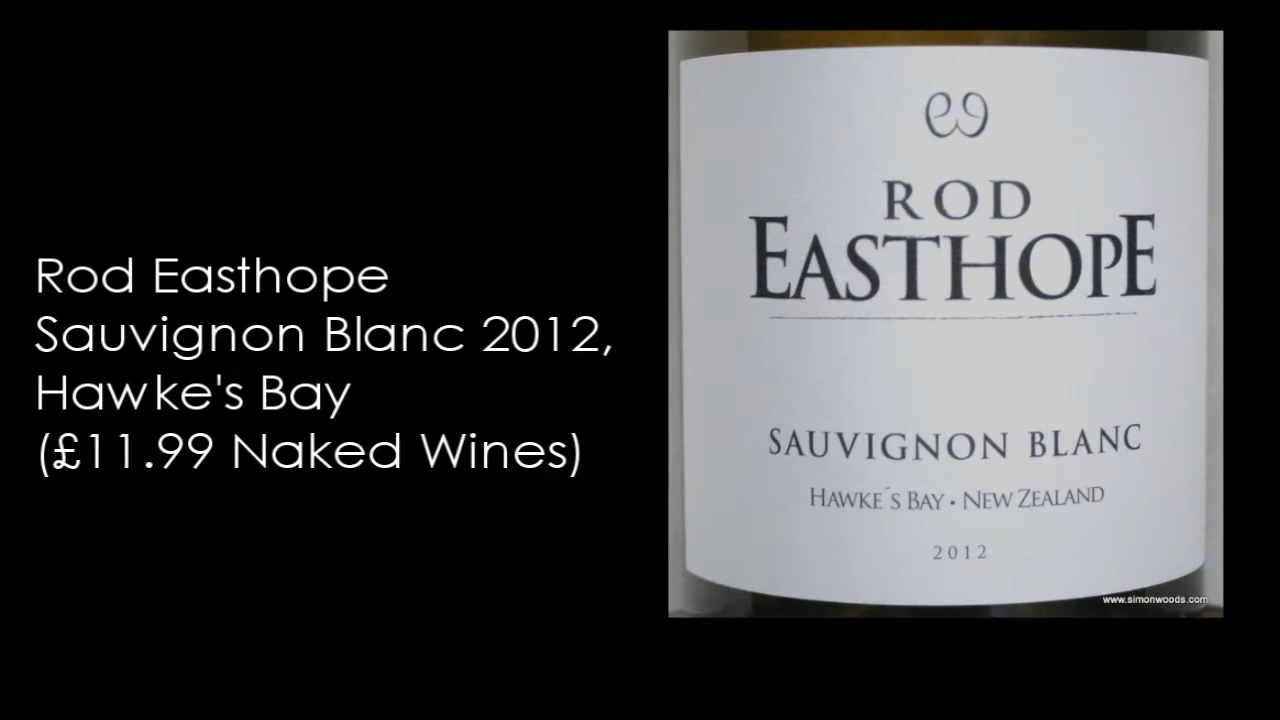 Rod Easthope
Sauvignon Blanc 2012,
Hawke's Bay
(£11.99 Naked Wines)
ROD
EASTHOPE
SAUVIGNON BLANC
HAWKE´S BAY • NEW ZEALAND
2012
www.simonwoods.com